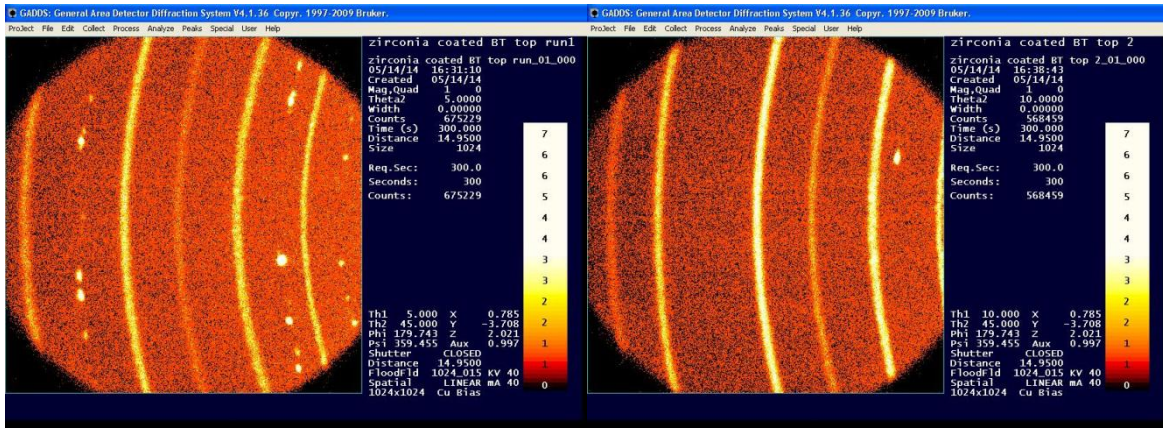 GADDS: General Area Detector Diffraction System V4.1.36 Copyr. 1997-2009 Bruker.
ProJect File Edit Collect Process Analyze Peaks Special User Help
zirconia coated BT top run1
zirconia coated BT top run_01_000
05/14/14 16:31:10
Created 05/14/14
Mag,Quad 1 0
Theta2 5.0000
Width 0.00000
Counts 675229
Time (s) 300.000
Distance 14.9500
Size 1024
Req.Sec: 300.0
Seconds: 300
Counts: 675229
7
6
6
5
4
4
3
3
2
2
1
1
0
Th1 5.000 X 0.785
Th2 45.000 Y -3.708
Phi 179.743 Z 2.021
Psi 359.455 Aux 0.997
Shutter CLOSED
Distance 14.9500
FloodFld 1024_015 KV 40
Spatial LINEAR mA 40
1024x1024 Cu Bias
GADDS: General Area Detector Diffraction System V4.1.36 Copyr. 1997-2009 Bruker.
ProJect File Edit Collect Process Analyze Peaks Special User Help
zirconia coated BT top 2
zirconia coated BT top 2_01_000
05/14/14 16:38:43
Created 05/14/14
Mag,Quad 1 0
Theta2 10.0000
Width 0.00000
Counts 568459
Time (s) 300.000
Distance 14.9500
Size 1024
Req.Sec: 300.0
Seconds: 300
Counts: 568459
7
6
6
5
4
4
3
3
2
2
1
1
0
Th1 10.000 X 0.785
Th2 45.000 Y -3.708
Phi 179.743 Z 2.021
Psi 359.455 Aux 0.997
Shutter CLOSED
Distance 14.9500
FloodFld 1024_015 KV 40
Spatial LINEAR mA 40
1024x1024 Cu Bias